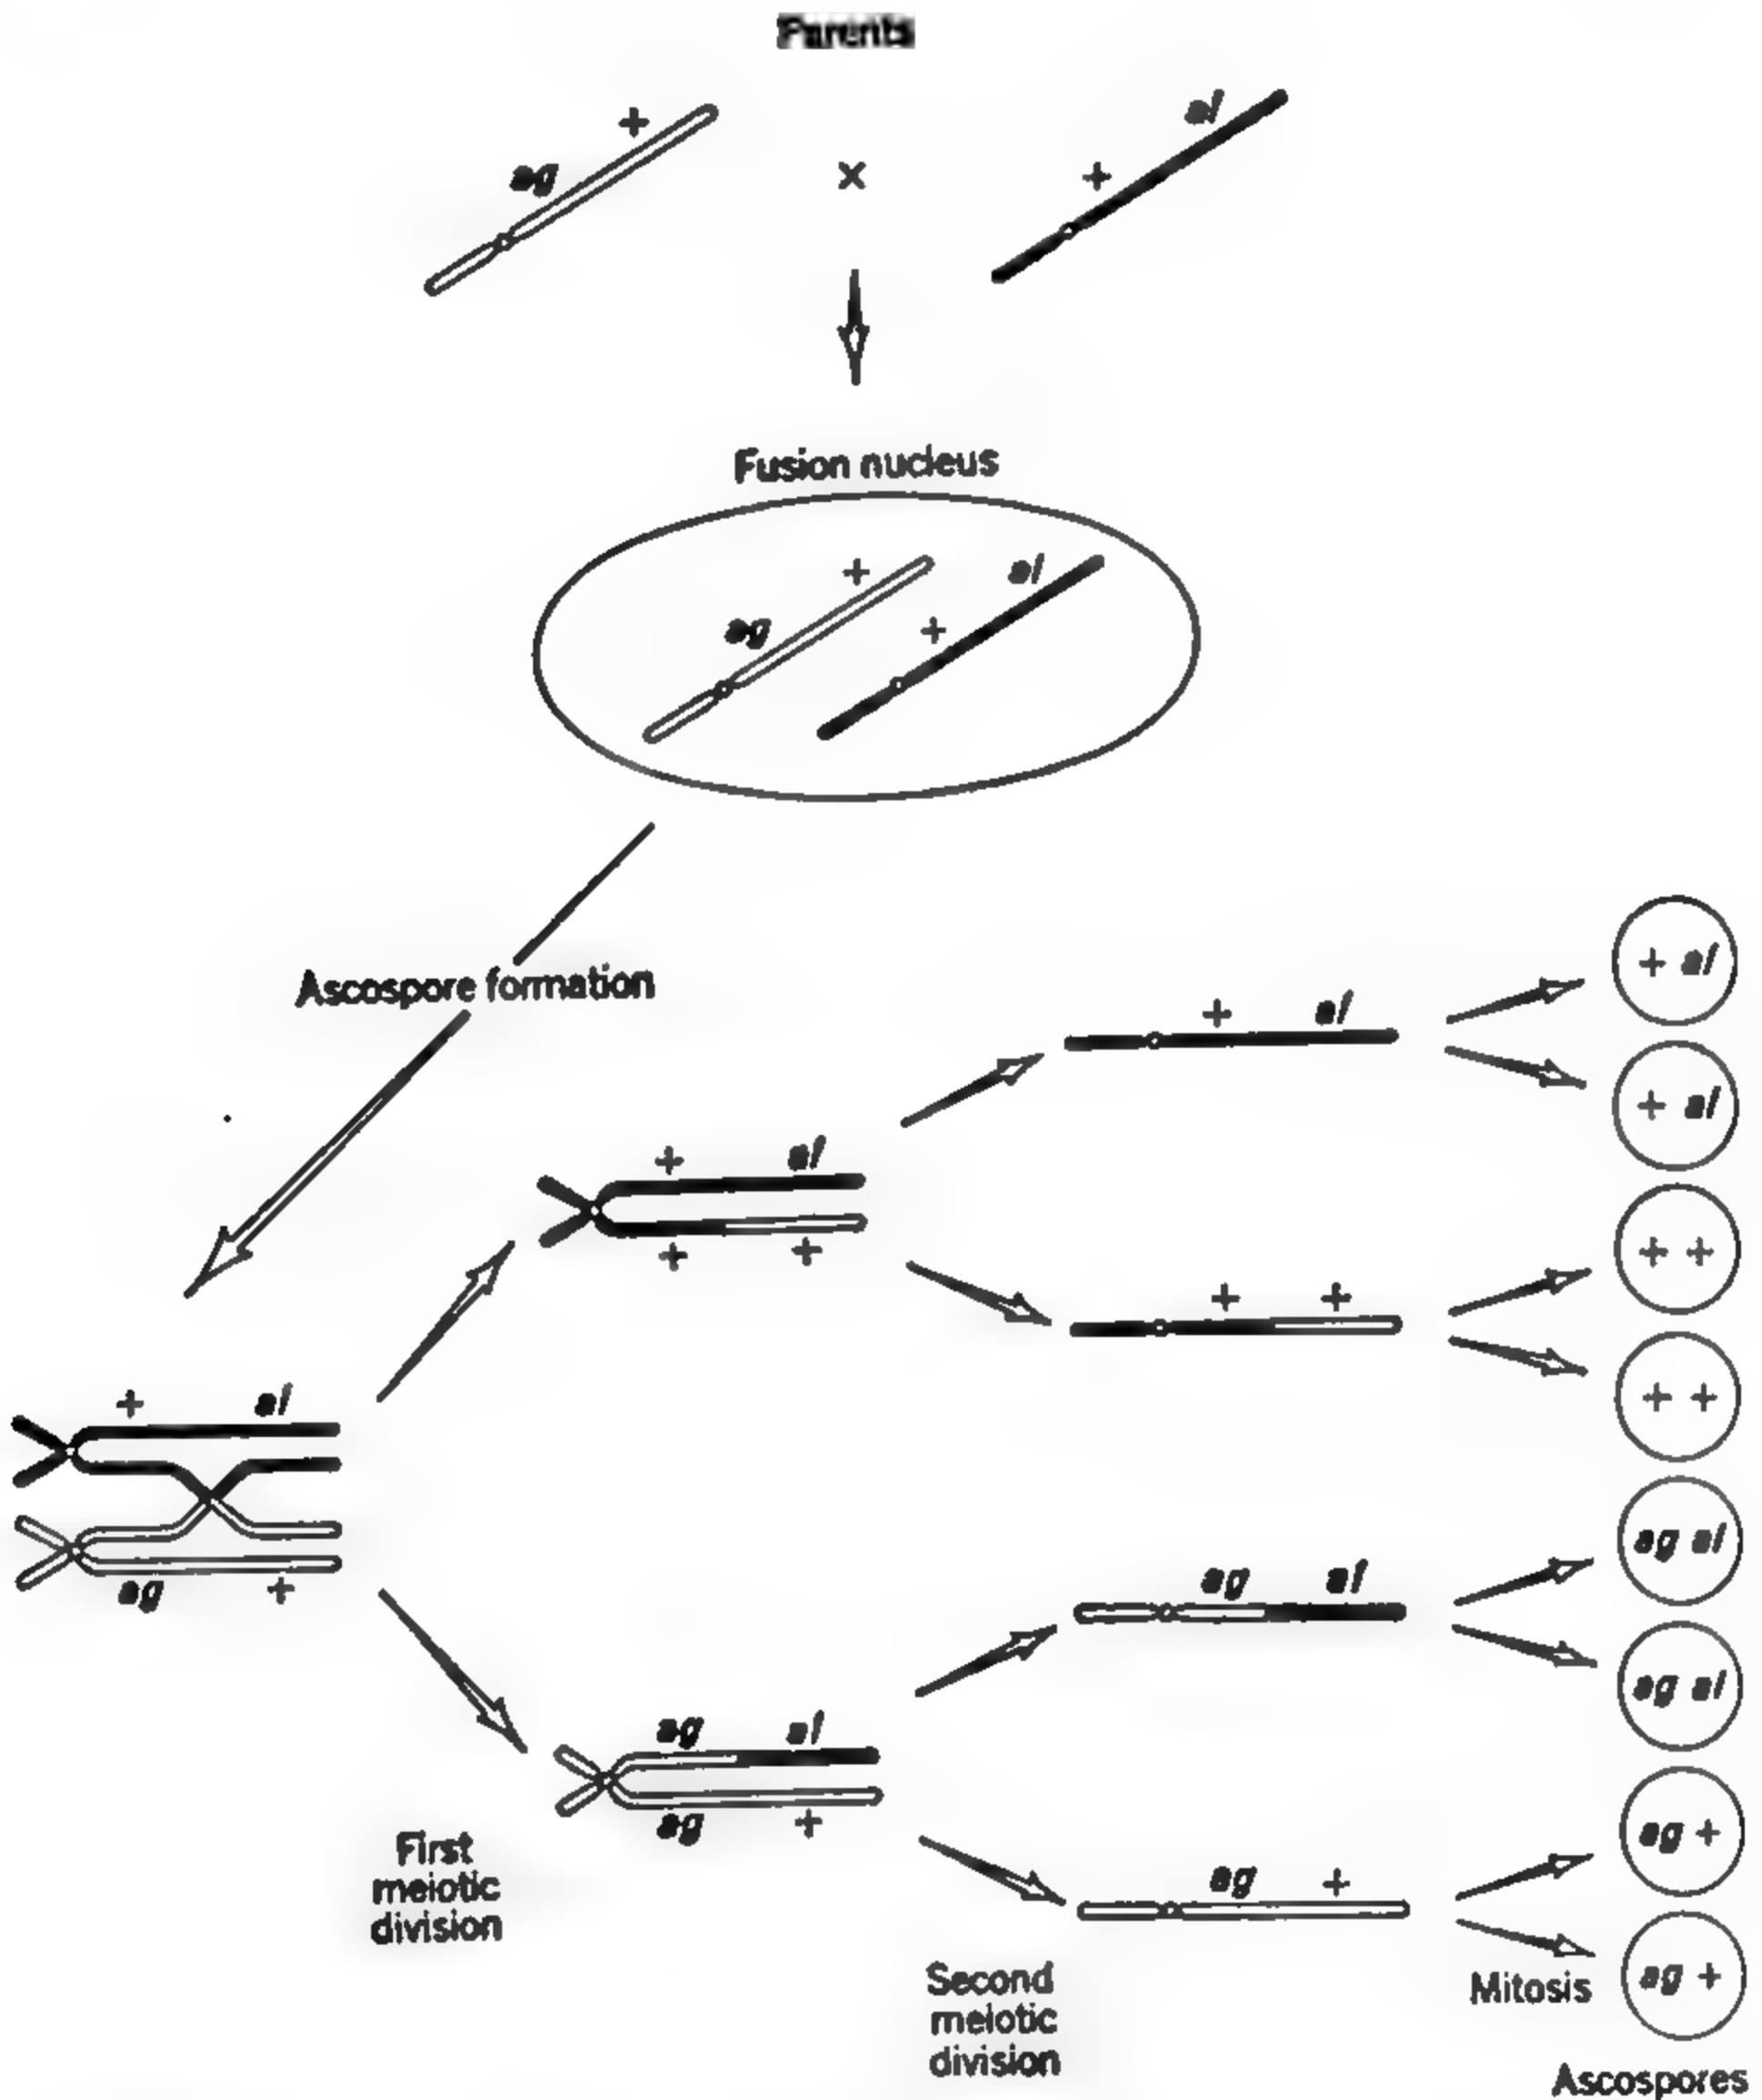 Parents
+ al
ag × +
Fusion nucleus
+ al
ag +
Ascospore formation
+ al
+ al
+ al
+ al
+ +
+ +
+ +
+ +
+ al
ag +
ag al
ag al
ag al
ag al
ag +
ag +
ag +
ag +
First
meiotic
division
Second
meiotic
division
Mitosis
Ascospores